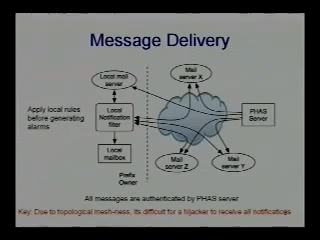 Message Delivery
Local mail
server
Mail
server X
Apply local rules
before generating
alarms
Local
Notification
filter
PHAS
Server
Local
mailbox
Mail
server Z
Mail
server Y
Prefix
Owner
All messages are authenticated by PHAS server
Key: Due to topological mesh-ness, its difficult for a hijacker to receive all notifications